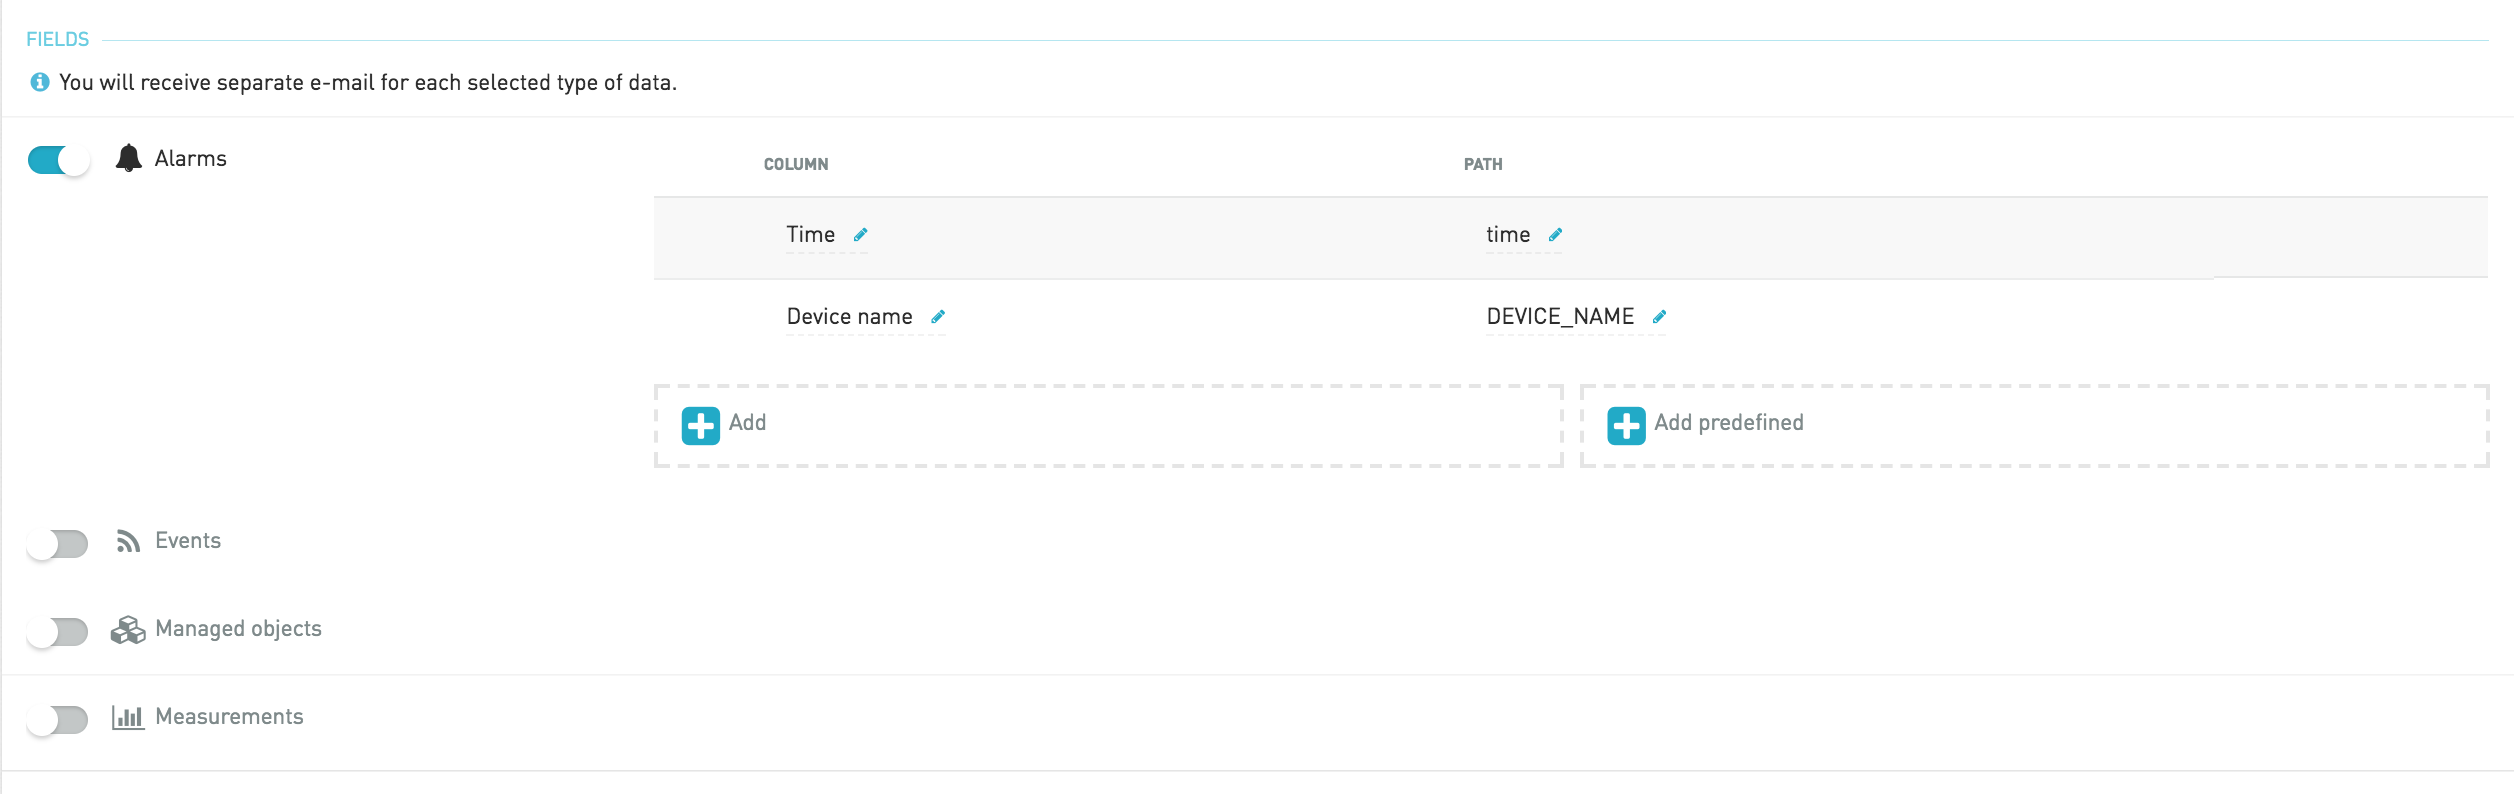 FIELDS
You will receive separate e-mail for each selected type of data.
Alarms
COLUMN PATH
Time time
Device name DEVICE_NAME
Add Add predefined
Events
Managed objects
Measurements